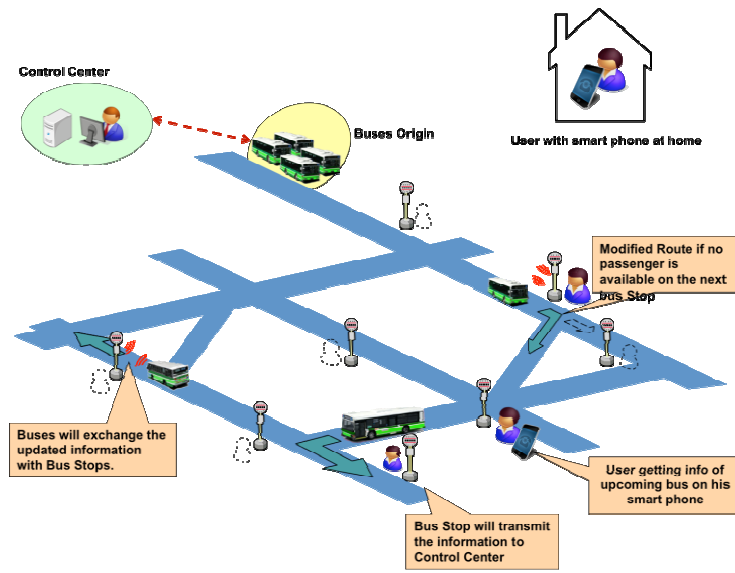 Control Center
Buses Origin
User with smart phone at home
Modified Route if no
passenger is
available on the next
bus Stop
Buses will exchange the
updated information
with Bus Stops.
User getting info of
upcoming bus on his
smart phone
Bus Stop will transmit
the information to
Control Center